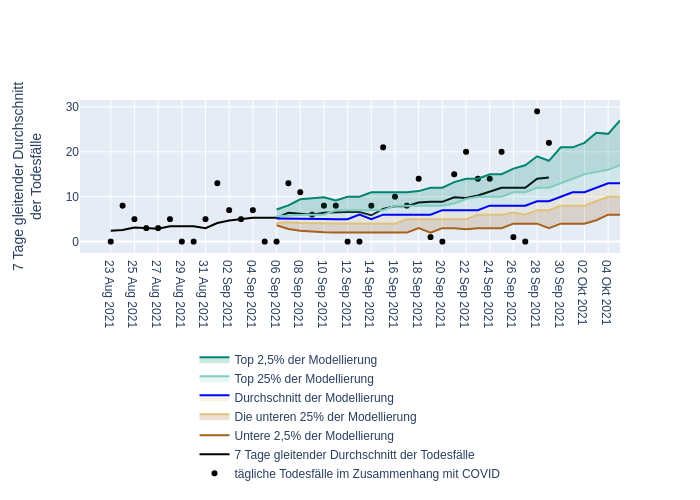 7 Tage gleitender Durchschnitt
der Todesfälle
30
20
10
0
23 Aug 2021
25 Aug 2021
27 Aug 2021
29 Aug 2021
31 Aug 2021
02 Sep 2021
04 Sep 2021
06 Sep 2021
08 Sep 2021
10 Sep 2021
12 Sep 2021
14 Sep 2021
16 Sep 2021
18 Sep 2021
20 Sep 2021
22 Sep 2021
24 Sep 2021
26 Sep 2021
28 Sep 2021
30 Sep 2021
02 Okt 2021
04 Okt 2021
Top 2,5% der Modellierung
Top 25% der Modellierung
Durchschnitt der Modellierung
Die unteren 25% der Modellierung
Untere 2,5% der Modellierung
7 Tage gleitender Durchschnitt der Todesfälle
tägliche Todesfälle im Zusammenhang mit COVID